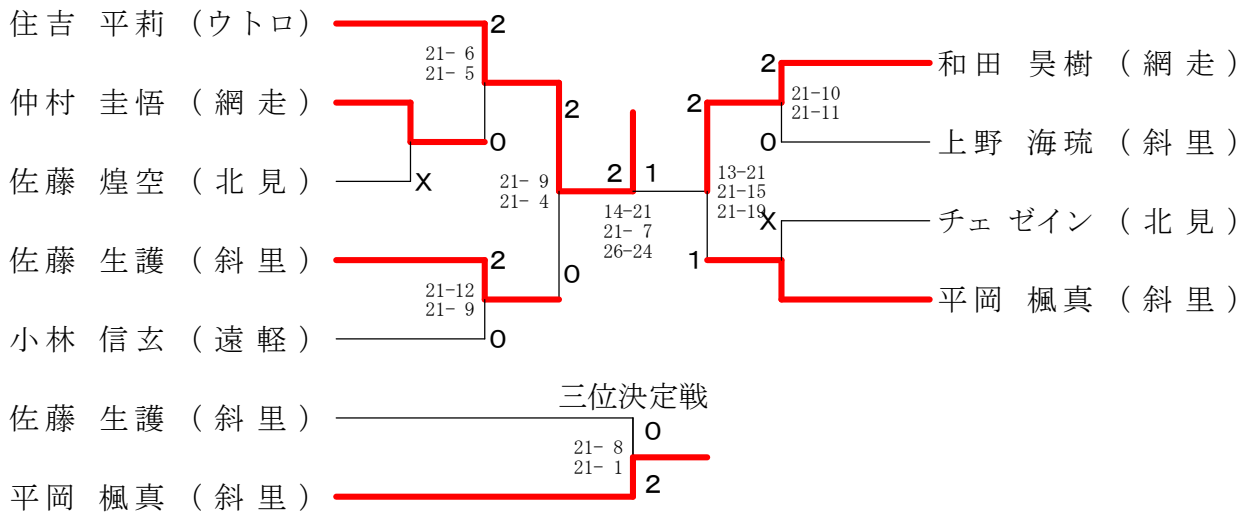 住吉 平莉 (ウトロ)
2
21- 6
21- 5
仲村 圭悟 (網走)
0
佐藤 煌空 (北見)
X
2
21- 9
21- 4
佐藤 生護 (斜里)
2
21-12
21- 9
0
小林 信玄 (遠軽)
0
2 1
14-21
21- 7
26-24
和田 昊樹 (網走)
2
21-10
21-11
上野 海琉 (斜里)
0
2
13-21
21-15
21-19
チェ ゼイン (北見)
X
1
平岡 楓真 (斜里)
三位決定戦
佐藤 生護 (斜里)
0
21- 8
21- 1
平岡 楓真 (斜里)
2